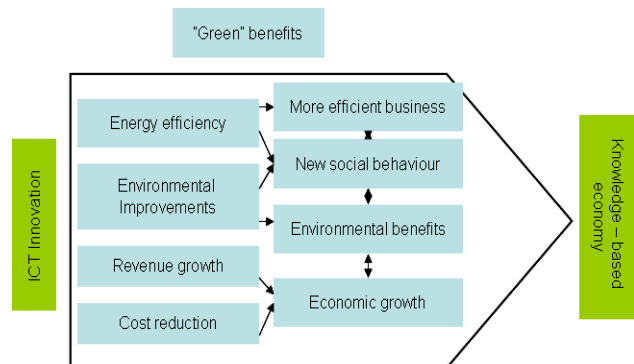 "Green" benefits
ICT Innovation
Energy efficiency
Environmental
Improvements
Revenue growth
Cost reduction
More efficient business
New social behaviour
Environmental benefits
Economic growth
Knowledge – based
economy